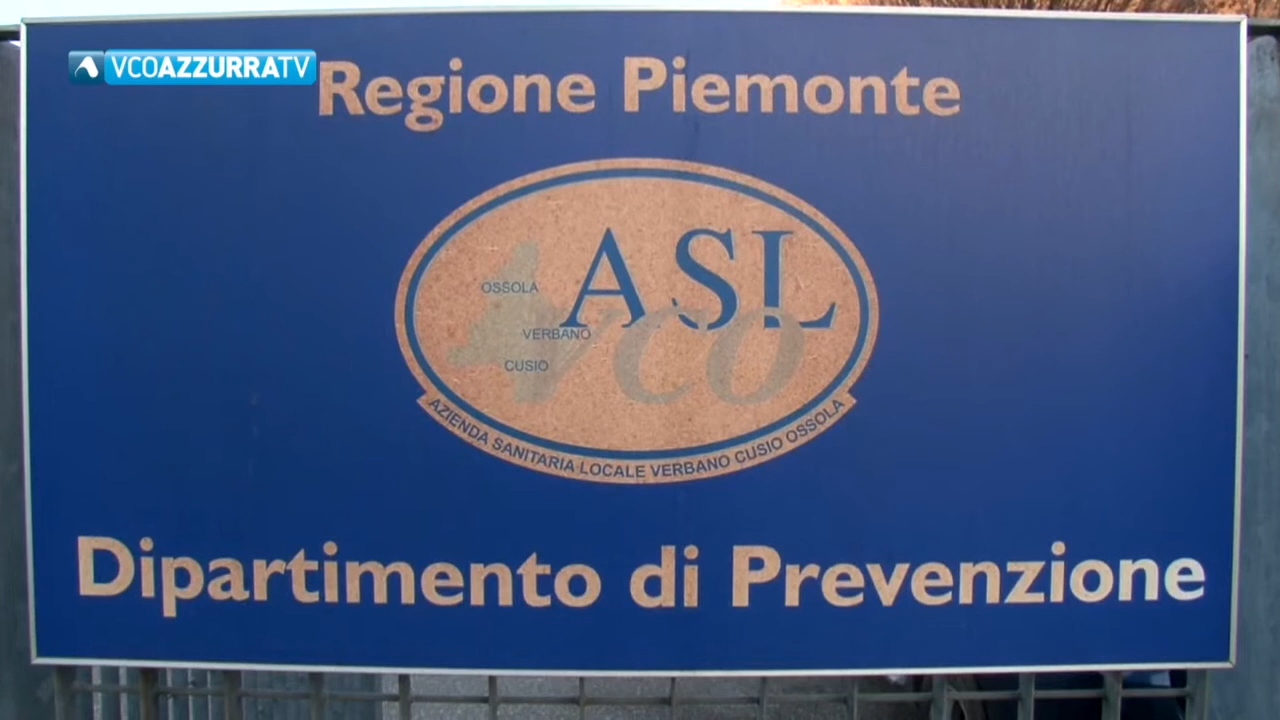 VCOAZZURRATV
Regione Piemonte
ASL
OSSOLA
vco
VERBANO
CUSIO
AZIENDA SANITARIA LOCALE VERBANO CUSIO OSSOLA
Dipartimento di Prevenzione